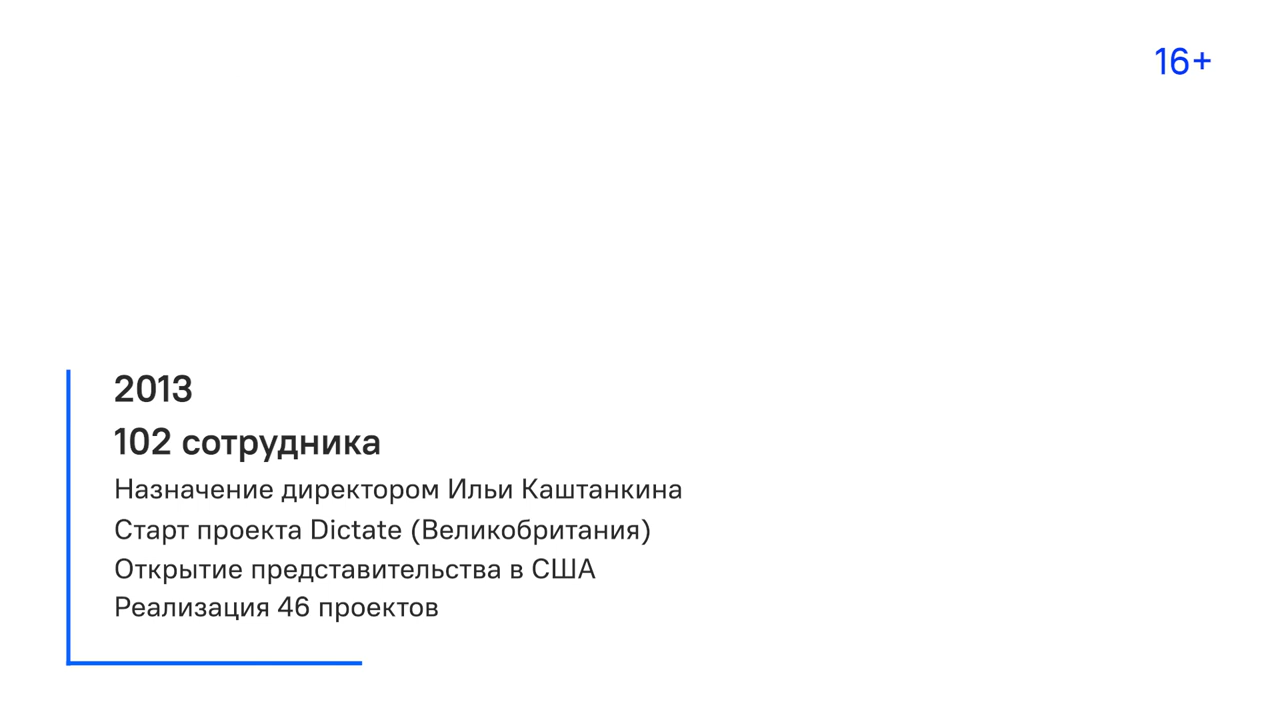 16+
2013
102 сотрудника
Назначение директором Ильи Каштанкина
Старт проекта Dictate (Великобритания)
Открытие представительства в США
Реализация 46 проектов